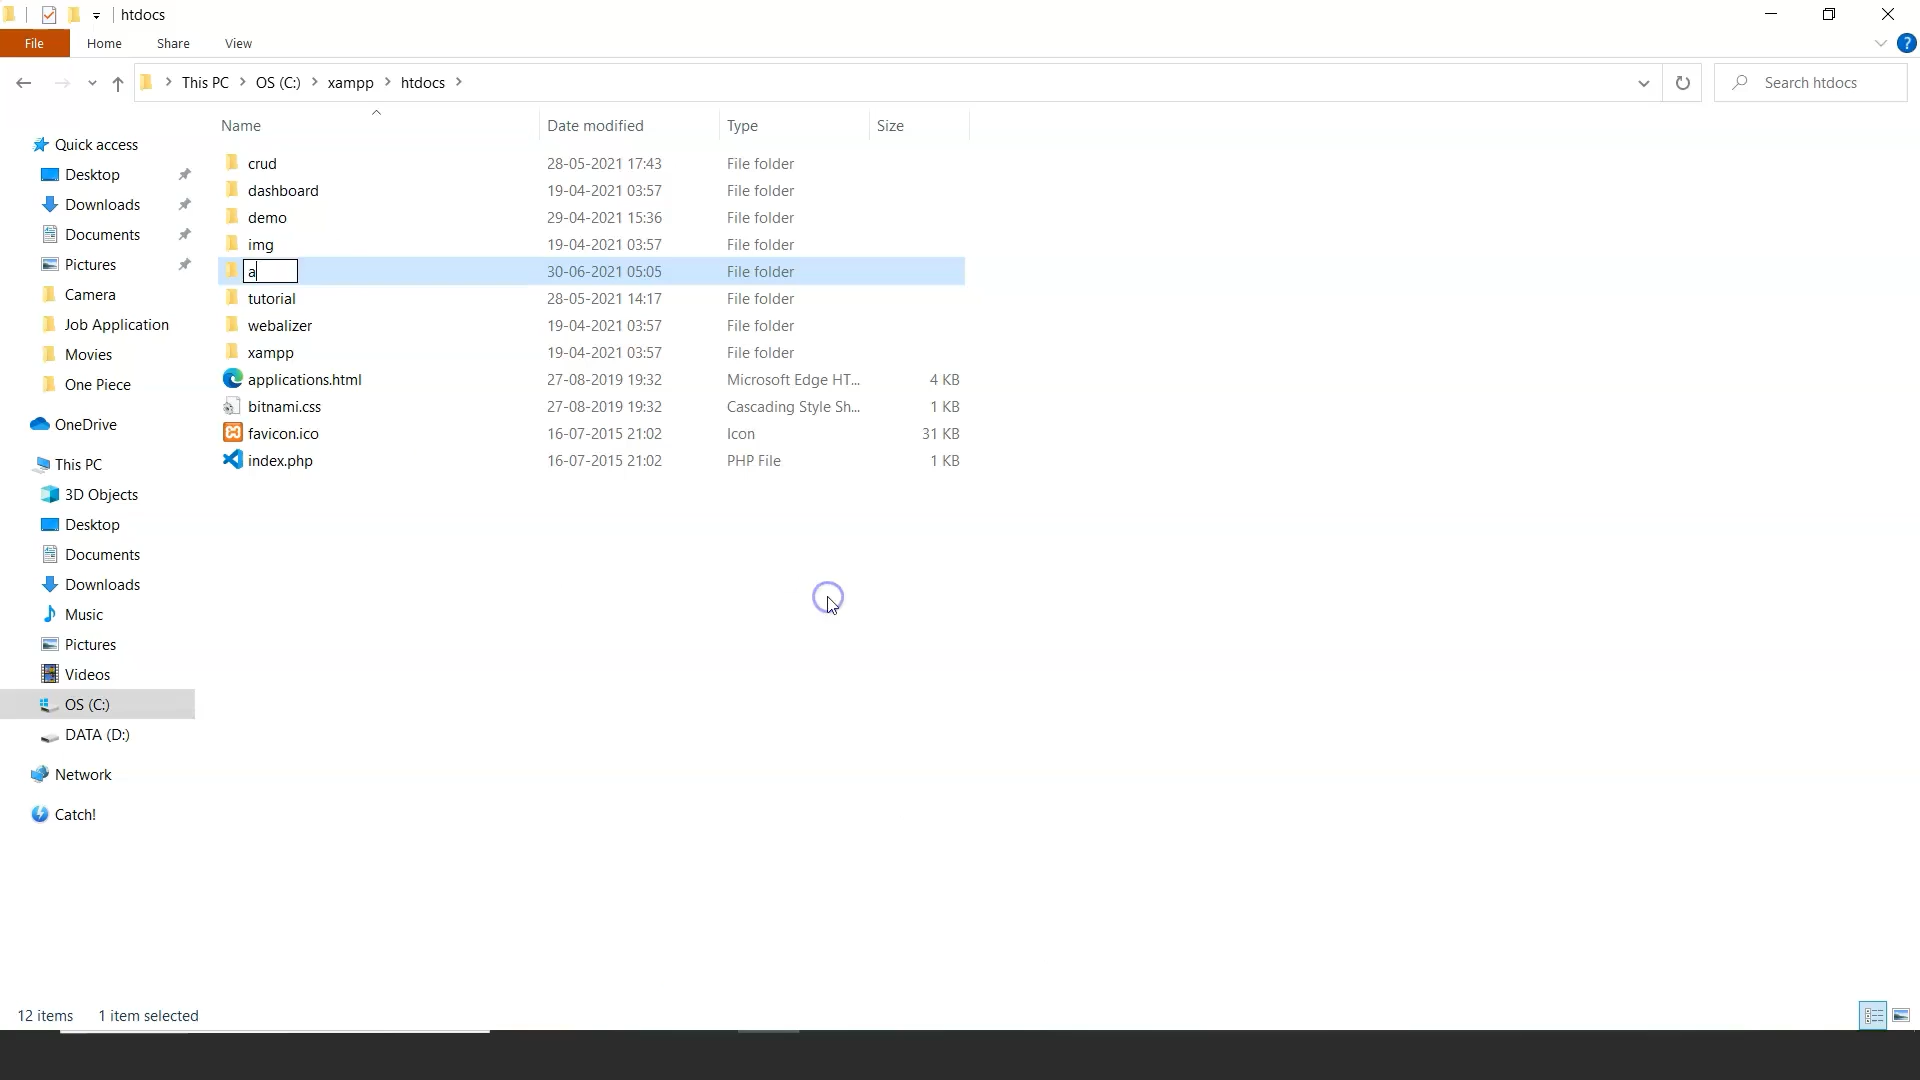 htdocs
File Home Share View
This PC OS (C:) xampp htdocs Search htdocs
Name Date modified Type Size
Quick access
Desktop
Downloads
Documents
Pictures
Camera
Job Application
Movies
One Piece
OneDrive
This PC
3D Objects
Desktop
Documents
Downloads
Music
Pictures
Videos
OS (C:)
DATA (D:)
Network
Catch!
crud 28-05-2021 17:43 File folder
dashboard 19-04-2021 03:57 File folder
demo 29-04-2021 15:36 File folder
img 19-04-2021 03:57 File folder
a 30-06-2021 05:05 File folder
tutorial 28-05-2021 14:17 File folder
webalizer 19-04-2021 03:57 File folder
xampp 19-04-2021 03:57 File folder
applications.html 27-08-2019 19:32 Microsoft Edge HT... 4 KB
bitnami.css 27-08-2019 19:32 Cascading Style Sh... 1 KB
favicon.ico 16-07-2015 21:02 Icon 31 KB
index.php 16-07-2015 21:02 PHP File 1 KB
12 items 1 item selected